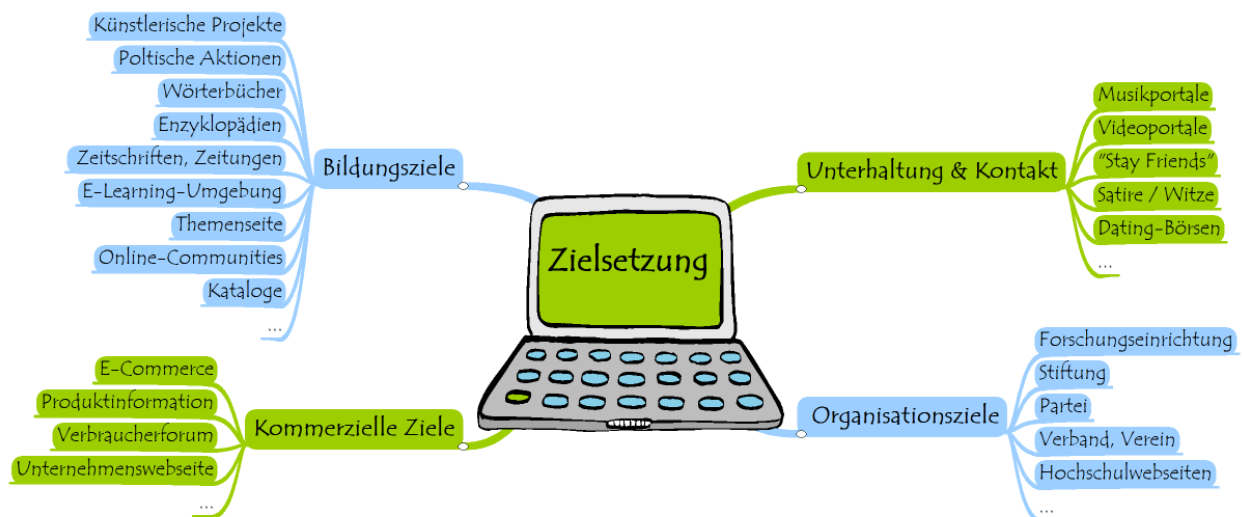 Künstlerische Projekte
Poltische Aktionen
Wörterbücher
Enzyklopädien
Zeitschriften, Zeitungen
E-Learning-Umgebung
Themenseite
Online-Communities
Kataloge
...
Bildungsziele
E-Commerce
Produktinformation
Verbraucherforum
Unternehmenswebseite
...
Kommerzielle Ziele
Zielsetzung
Unterhaltung & Kontakt
Musikportale
Videoportale
"Stay Friends"
Satire / Witze
Dating-Börsen
...
Organisationsziele
Forschungseinrichtung
Stiftung
Partei
Verband, Verein
Hochschulwebseiten
...